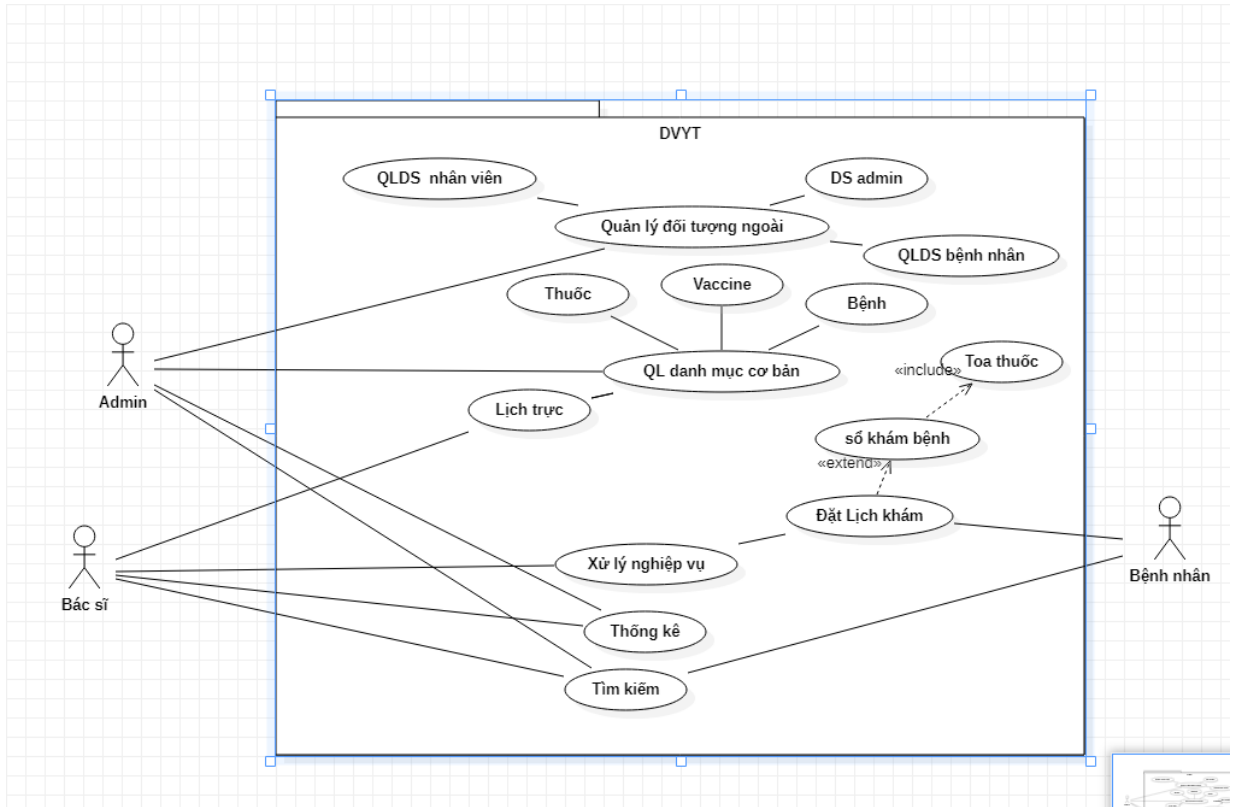 DVYT
QLDS nhân viên
DS admin
Quản lý đối tượng ngoài
QLDS bệnh nhân
Thuốc
Vaccine
Bệnh
Admin
QL danh mục cơ bản
«include»
Toa thuốc
Lịch trực
sổ khám bệnh
«extend»
Đặt Lịch khám
Bác sĩ
Xử lý nghiệp vụ
Bệnh nhân
Thống kê
Tìm kiếm